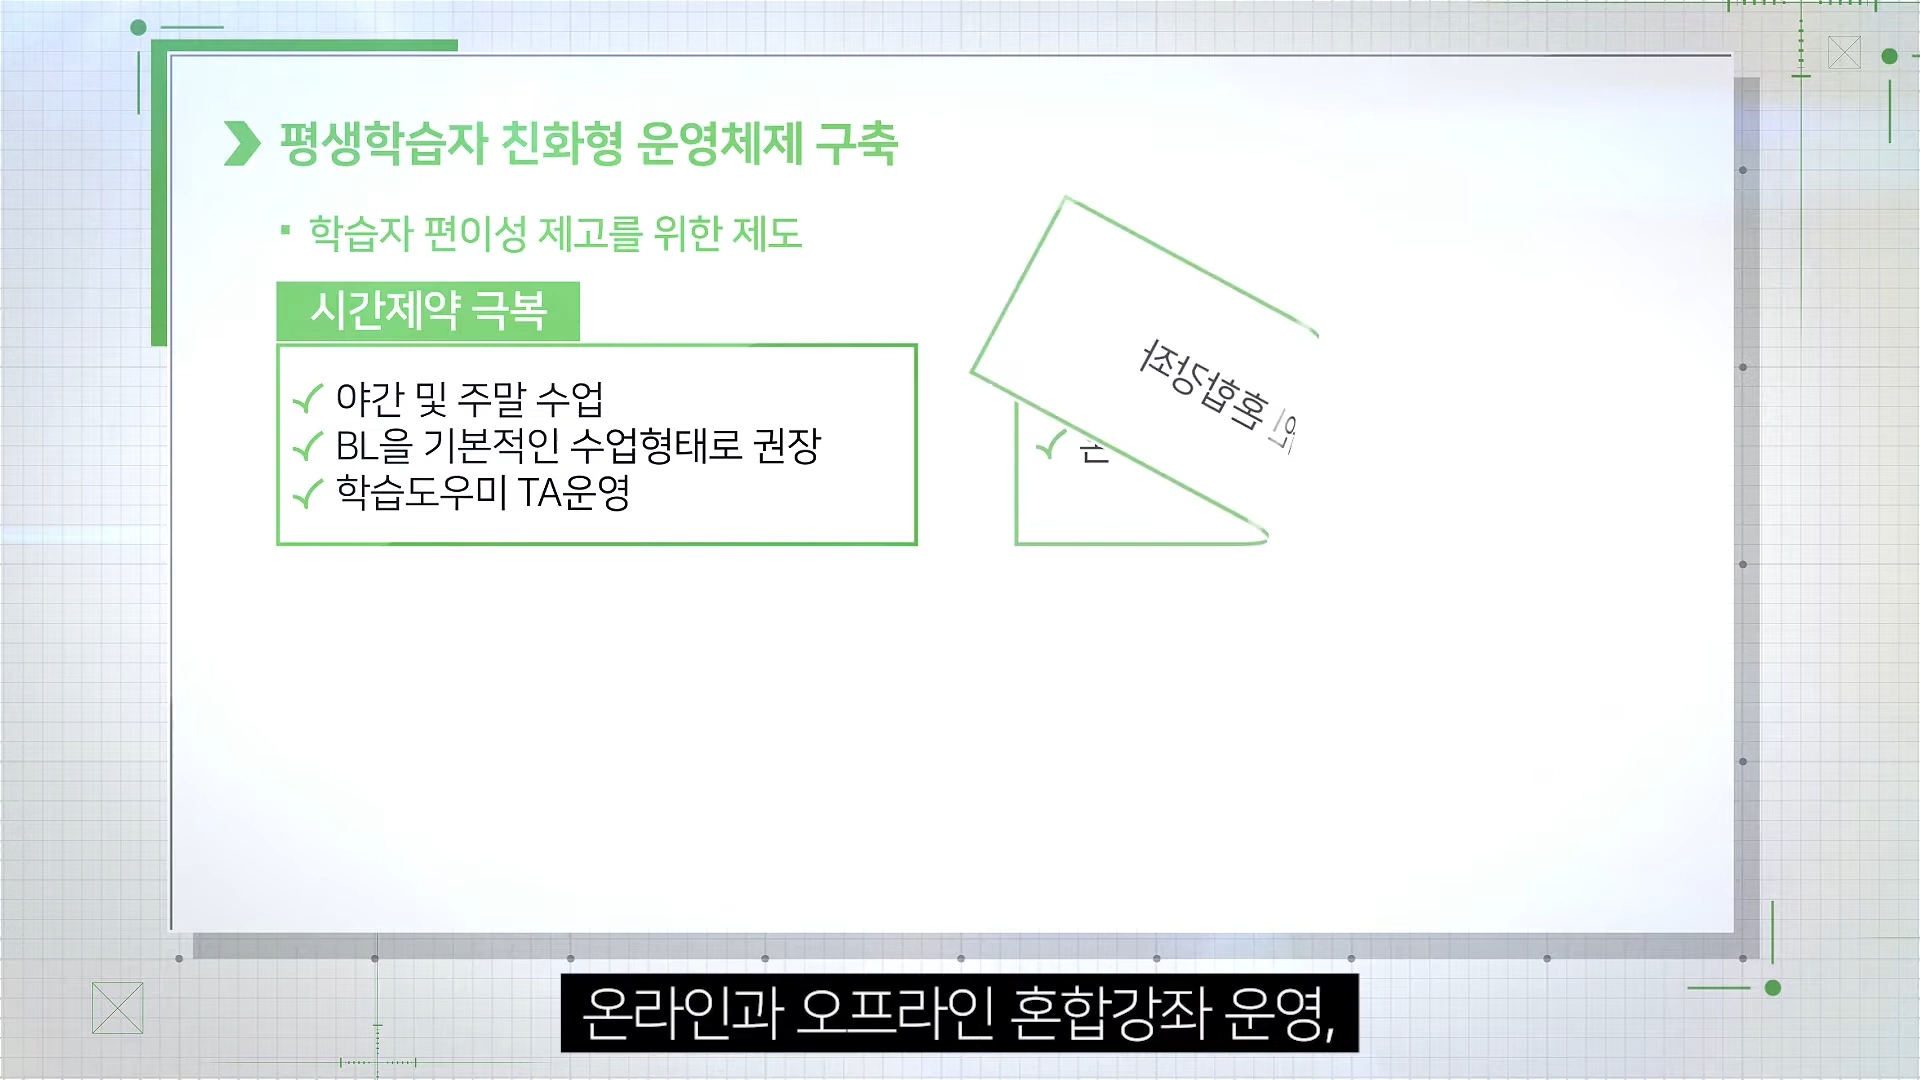 평생학습자 친화형 운영체제 구축
학습자 편이성 제고를 위한 제도
시간제약 극복
야간 및 주말 수업
BL을 기본적인 수업형태로 권장
학습도우미 TA운영
혼합강좌
온라인과 오프라인 혼합강좌 운영,